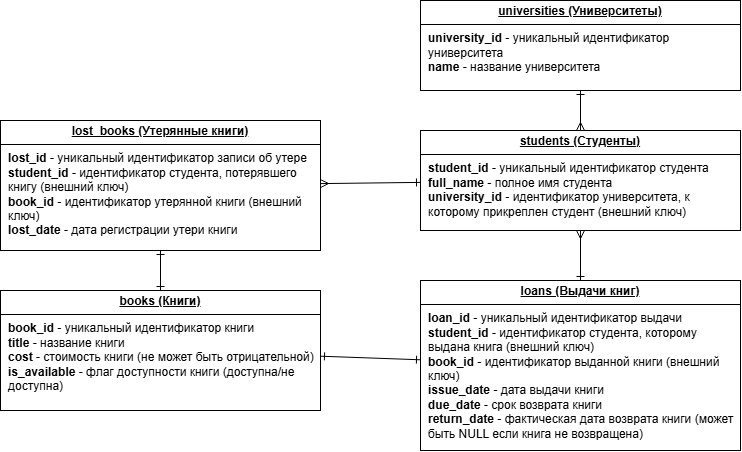 universities (Университеты)
university_id - уникальный идентификатор
университета
name - название университета
lost_books (Утерянные книги)
lost_id - уникальный идентификатор записи об утере
student_id - идентификатор студента, потерявшего
книгу (внешний ключ)
book_id - идентификатор утерянной книги (внешний
ключ)
lost_date - дата регистрации утери книги
students (Студенты)
student_id - уникальный идентификатор студента
full_name - полное имя студента
university_id - идентификатор университета, к
которому прикреплен студент (внешний ключ)
books (Книги)
book_id - уникальный идентификатор книги
title - название книги
cost - стоимость книги (не может быть отрицательной)
is_available - флаг доступности книги (доступна/не
доступна)
loans (Выдачи книг)
loan_id - уникальный идентификатор выдачи
student_id - идентификатор студента, которому
выдана книга (внешний ключ)
book_id - идентификатор выданной книги (внешний
ключ)
issue_date - дата выдачи книги
due_date - срок возврата книги
return_date - фактическая дата возврата книги (может
быть NULL если книга не возвращена)